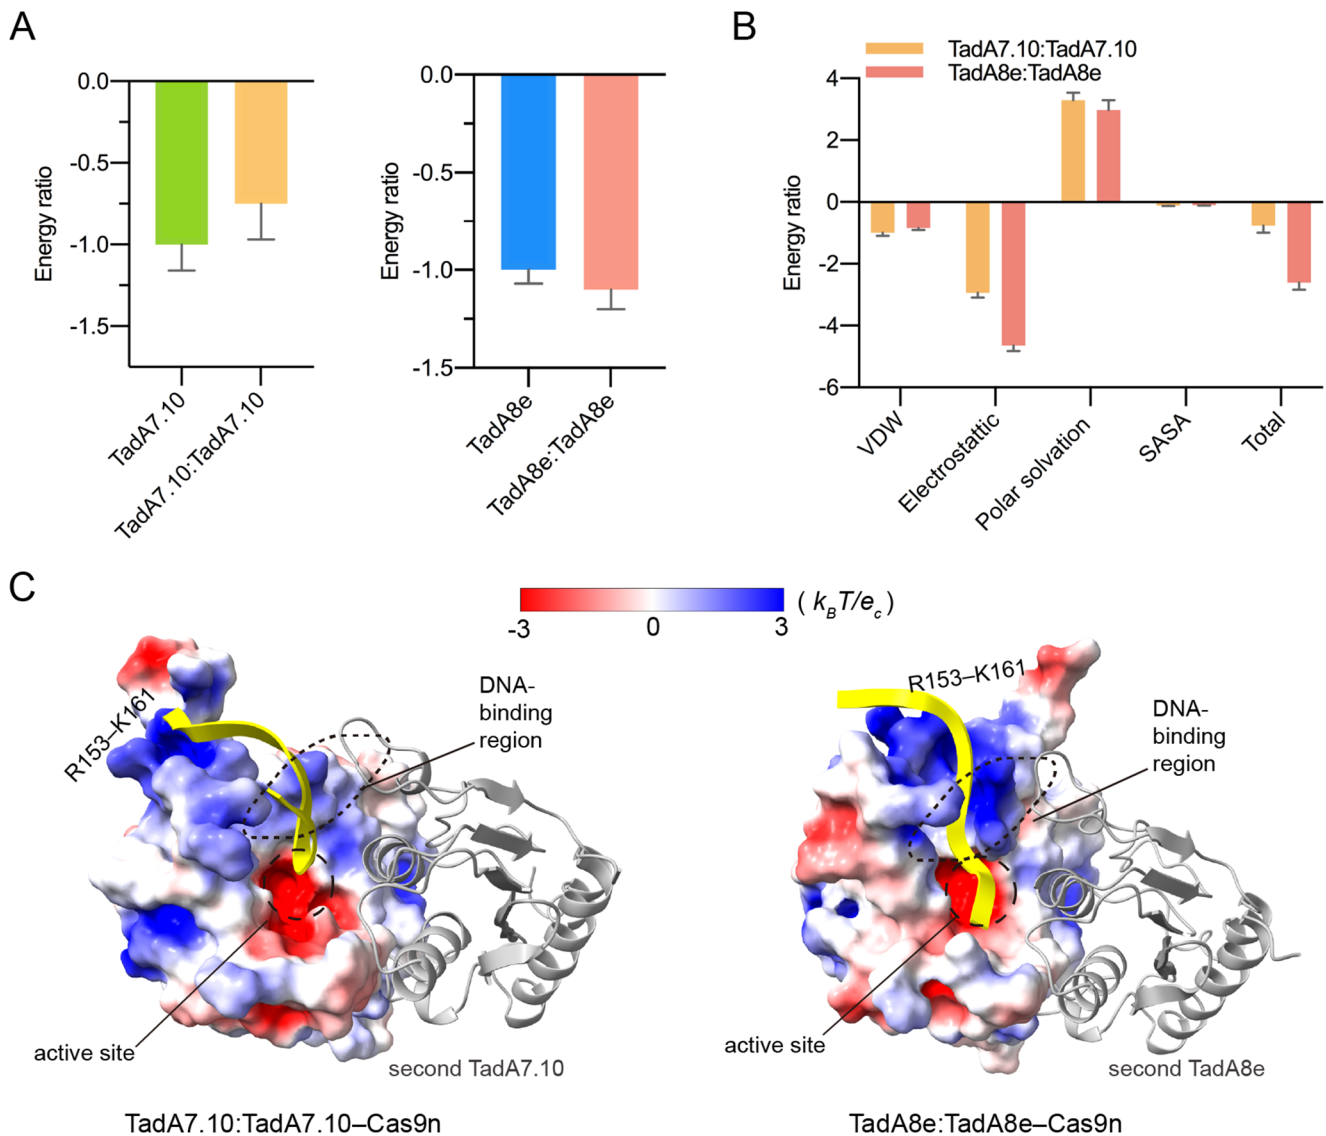 A
0.0
-0.5
-1.0
-1.5
Energy ratio
TadA7.10
TadA7.10:TadA7.10
0.0
-0.5
-1.0
-1.5
Energy ratio
TadA8e
TadA8e:TadA8e
B
TadA7.10:TadA7.10
TadA8e:TadA8e
4
2
0
-2
-4
-6
Energy ratio
VDW
Electrostattic
Polar solvation
SASA
Total
C
-3
0
3
( kBT/ec )
R153–K161
DNA-
binding
region
active site
second TadA7.10
TadA7.10:TadA7.10–Cas9n
R153–K161
DNA-
binding
region
active site
second TadA8e
TadA8e:TadA8e–Cas9n